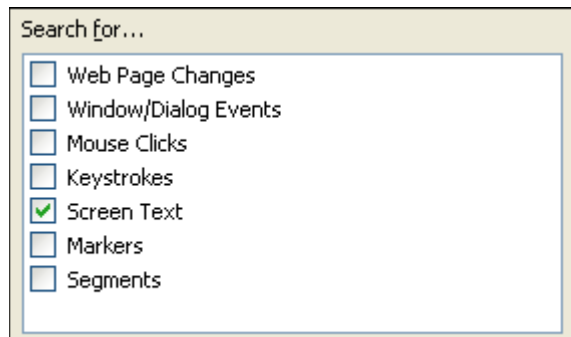 Search for...
Web Page Changes
Window/Dialog Events
Mouse Clicks
Keystrokes
Screen Text
Markers
Segments